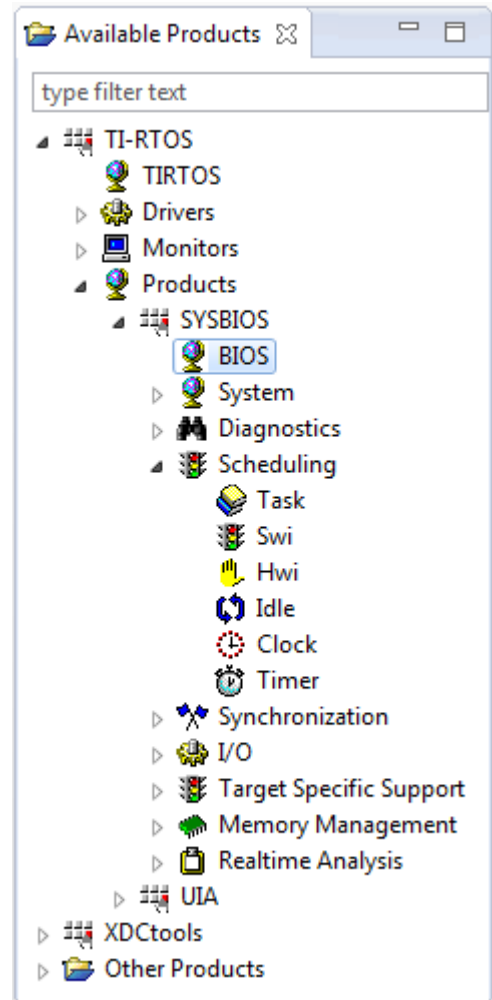 Available Products
type filter text
TI-RTOS
TIRTOS
Drivers
Monitors
Products
SYSBIOS
BIOS
System
Diagnostics
Scheduling
Task
Swi
Hwi
Idle
Clock
Timer
Synchronization
I/O
Target Specific Support
Memory Management
Realtime Analysis
UIA
XDCtools
Other Products